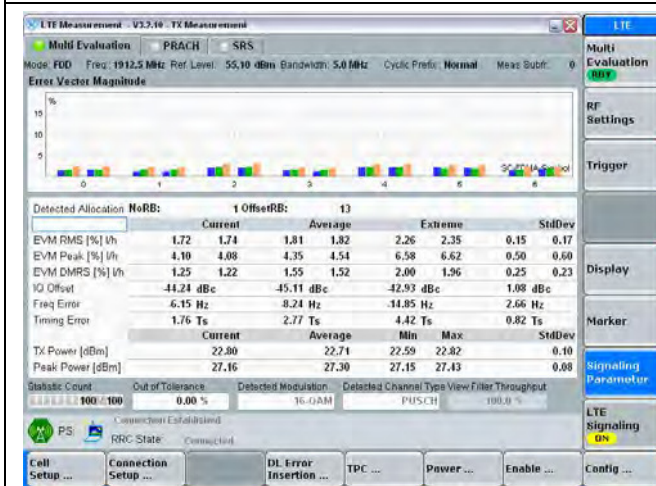 LTE Measurement - V3.2.10 - TX Measurement
LTE
Multi Evaluation PRACH SRS
Mode: FDD Freq.: 1912.5 MHz Ref. Level: 55.10 dBm Bandwidth: 5.0 MHz Cyclic Prefix: Normal Meas Subfr.: 0
Error Vector Magnitude
%
15
10
5
SC-FDMA-Symbol
0 1 2 3 4 5 6
Detected Allocation NoRB: 1 OffsetRB: 13
Current Average Extreme StdDev
EVM RMS [%] l/h 1.72 1.74 1.81 1.82 2.26 2.35 0.15 0.17
EVM Peak [%] l/h 4.10 4.08 4.35 4.54 6.58 6.62 0.50 0.60
EVM DMRS [%] l/h 1.25 1.22 1.55 1.52 2.00 1.96 0.25 0.23
IQ Offset -44.24 dBc -45.11 dBc -42.93 dBc 1.08 dBc
Freq Error -6.15 Hz -8.24 Hz -14.85 Hz 2.66 Hz
Timing Error 1.76 Ts 2.77 Ts 4.42 Ts 0.82 Ts
Current Average Min Max StdDev
TX Power [dBm] 22.80 22.71 22.59 22.82 0.10
Peak Power [dBm] 27.16 27.30 27.15 27.43 0.08
Statistic Count Out of Tolerance Detected Modulation Detected Channel Type View Filter Throughput
100 / 100 0.00 % 16-QAM PUSCH 100.0 %
Connection Established
PS RRC State: Connected
Multi Evaluation
RDY
RF Settings
Trigger
Display
Marker
Signaling Parameter
LTE Signaling
ON
Cell Setup ... Connection Setup ... DL Error Insertion ... TPC ... Power ... Enable ... Config ...